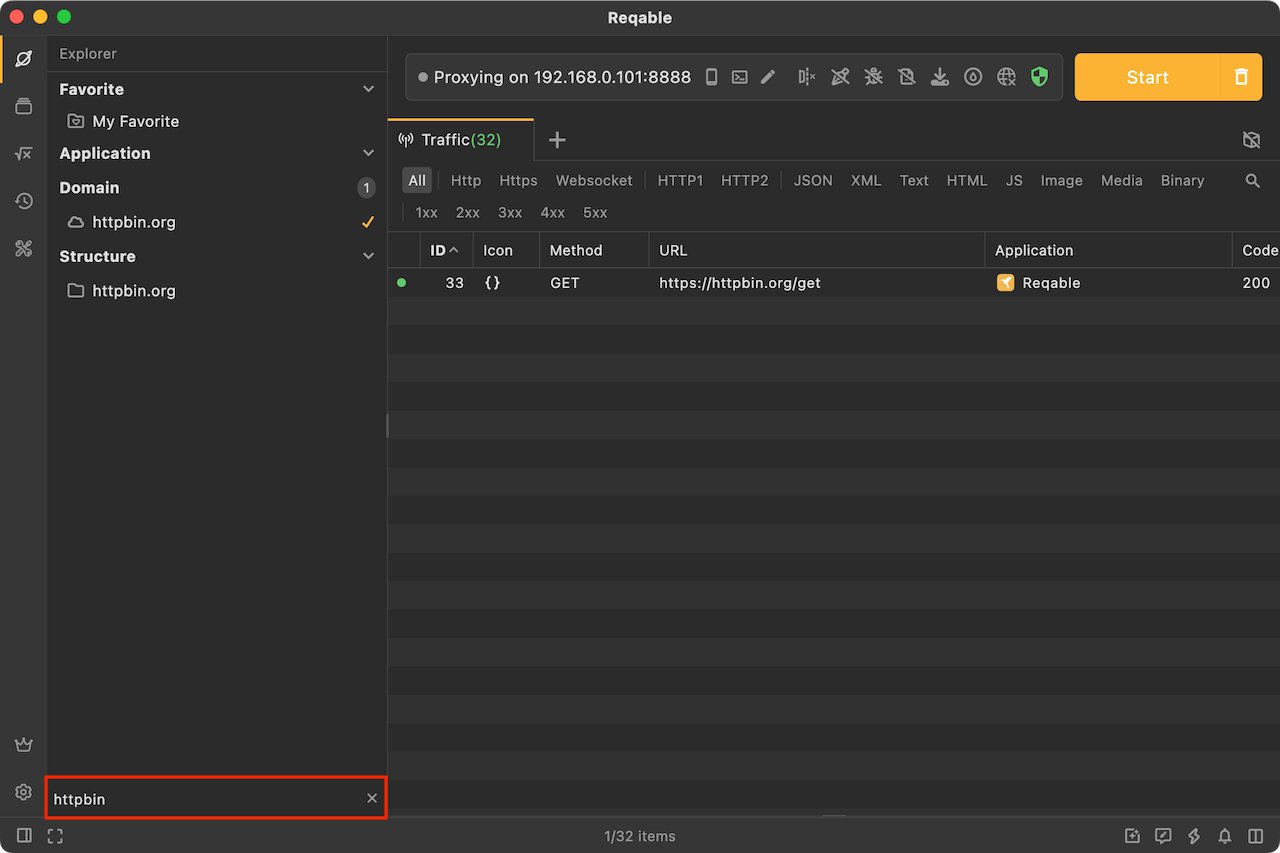 Reqable
Explorer
Favorite
My Favorite
Application
Domain 1
httpbin.org
Structure
httpbin.org
httpbin
Proxying on 192.168.0.101:8888
Start
Traffic(32)
All Http Https Websocket HTTP1 HTTP2 JSON XML Text HTML JS Image Media Binary
1xx 2xx 3xx 4xx 5xx
ID Icon Method URL Application Code
33 {} GET https://httpbin.org/get Reqable 200
1/32 items